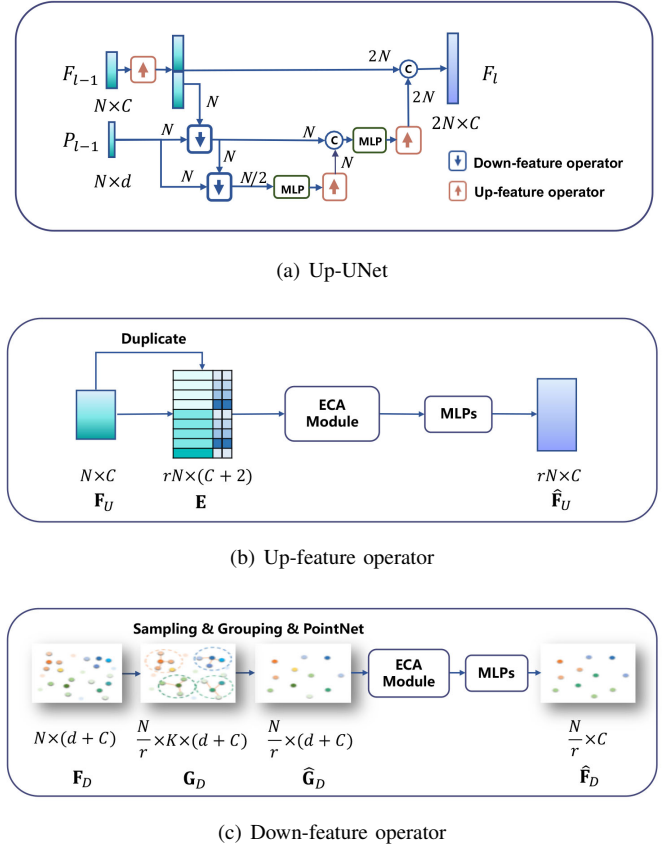 2N
C
F_{l-1}
F_l
N×C
N
2N
2N×C
P_{l-1}
N
N
C
MLP
N×d
N
N
N
N/2
MLP
Down-feature operator
Up-feature operator
(a) Up-UNet
Duplicate
ECA
Module
MLPs
N×C
rN×(C + 2)
rN×C
F_U
E
F̂_U
(b) Up-feature operator
Sampling & Grouping & PointNet
ECA
Module
MLPs
N×(d + C)
N/r ×K×(d + C)
N/r ×(d + C)
N/r ×C
F_D
G_D
Ĝ_D
F̂_D
(c) Down-feature operator